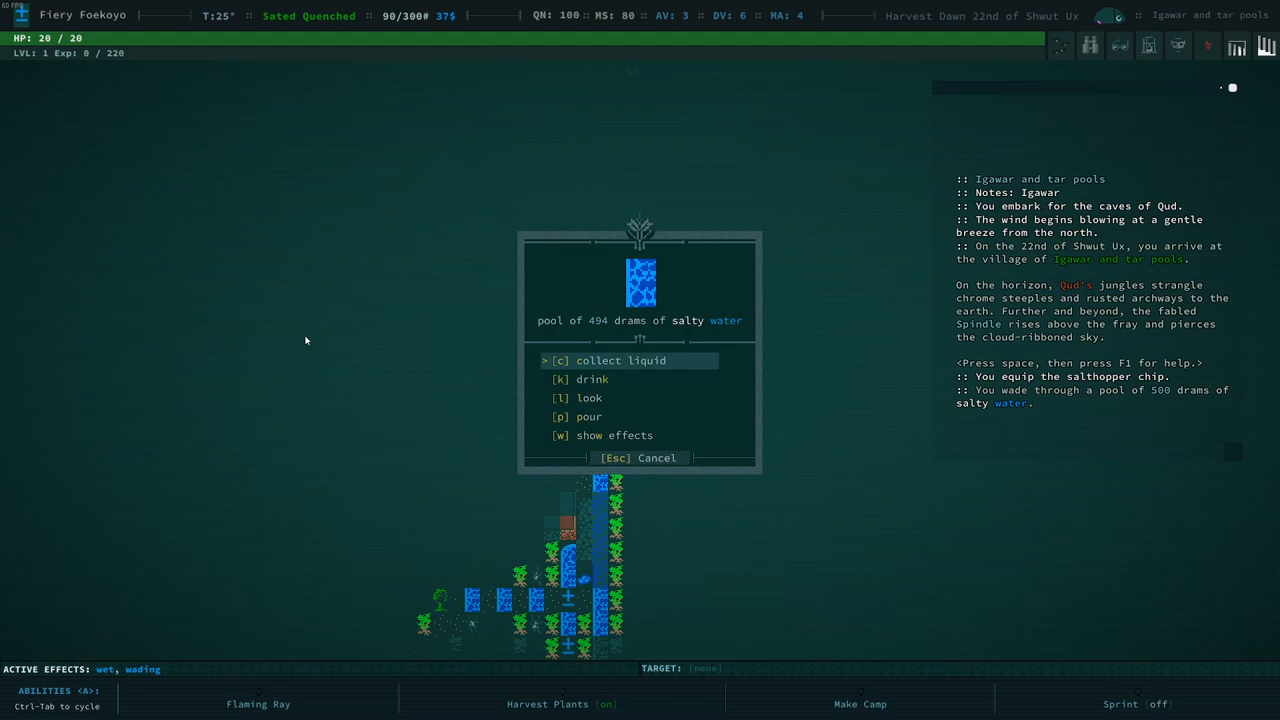 60 FPS
Fiery Foekoyo T:25° :: Sated Quenched :: 90/300# 37$ :: QN: 100 :: MS: 80 :: AV: 3 :: DV: 6 :: MA: 4 Harvest Dawn 22nd of Shwut Ux Igawar and tar pools
HP: 20 / 20
LVL: 1 Exp: 0 / 220
:: Igawar and tar pools
:: Notes: Igawar
:: You embark for the caves of Qud.
:: The wind begins blowing at a gentle
breeze from the north.
:: On the 22nd of Shwut Ux, you arrive at
the village of Igawar and tar pools.
On the horizon, Qud's jungles strangle
chrome steeples and rusted archways to the
earth. Further and beyond, the fabled
Spindle rises above the fray and pierces
the cloud-ribboned sky.
<Press space, then press F1 for help.>
:: You equip the salthopper chip.
:: You wade through a pool of 500 drams of
salty water.
pool of 494 drams of salty water
> [c] collect liquid
[k] drink
[l] look
[p] pour
[w] show effects
[Esc] Cancel
ACTIVE EFFECTS: wet, wading
TARGET: [none]
ABILITIES <A>:
Ctrl-Tab to cycle
Flaming Ray
Harvest Plants [on]
Make Camp
Sprint [off]